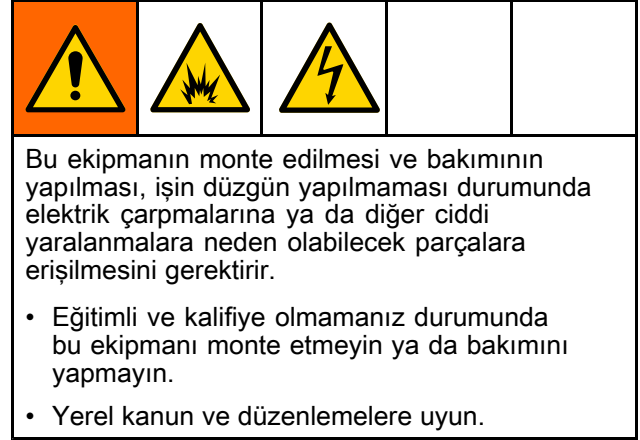 Bu ekipmanın monte edilmesi ve bakımının
yapılması, işin düzgün yapılmaması durumunda
elektrik çarpmalarına ya da diğer ciddi
yaralanmalara neden olabilecek parçalara
erişilmesini gerektirir.
• Eğitimli ve kalifiye olmamanız durumunda
bu ekipmanı monte etmeyin ya da bakımını
yapmayın.
• Yerel kanun ve düzenlemelere uyun.